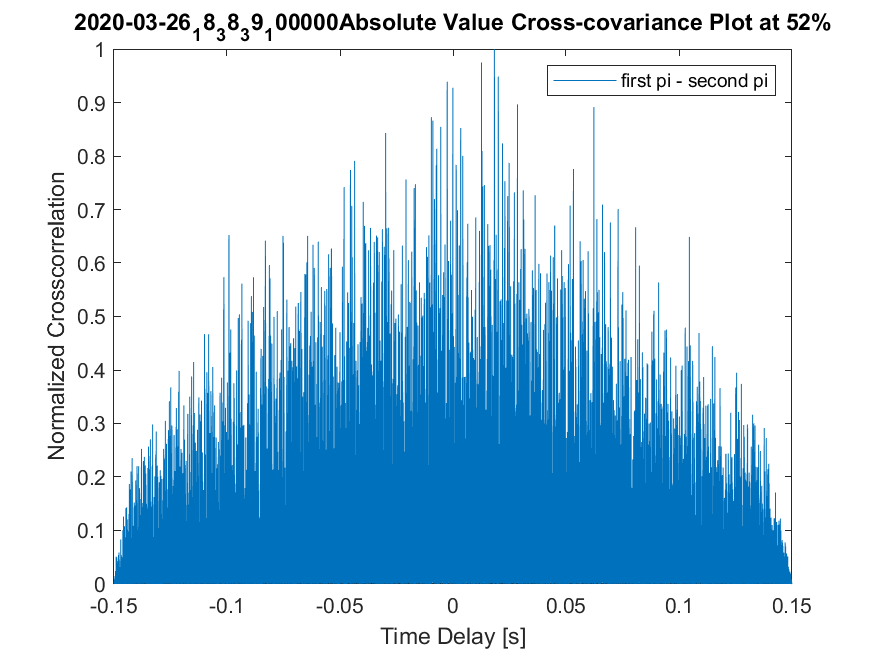 2020-03-26₁8₃8₃9₁00000Absolute Value Cross-covariance Plot at 52%
first pi - second pi
Normalized Crosscorrelation
1
0.9
0.8
0.7
0.6
0.5
0.4
0.3
0.2
0.1
0
-0.15 -0.1 -0.05 0 0.05 0.1 0.15
Time Delay [s]